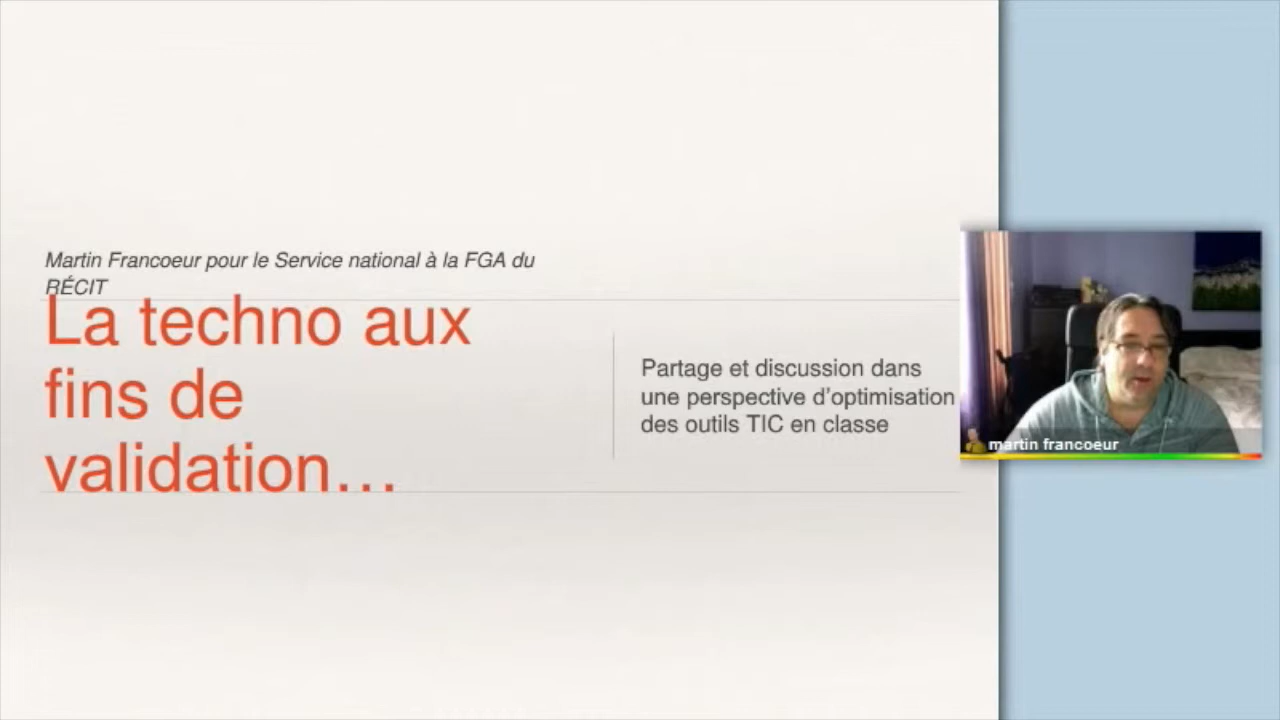 Martin Francoeur pour le Service national à la FGA du
RÉCIT
La techno aux
fins de
validation…
Partage et discussion dans
une perspective d’optimisation
des outils TIC en classe
martin francoeur